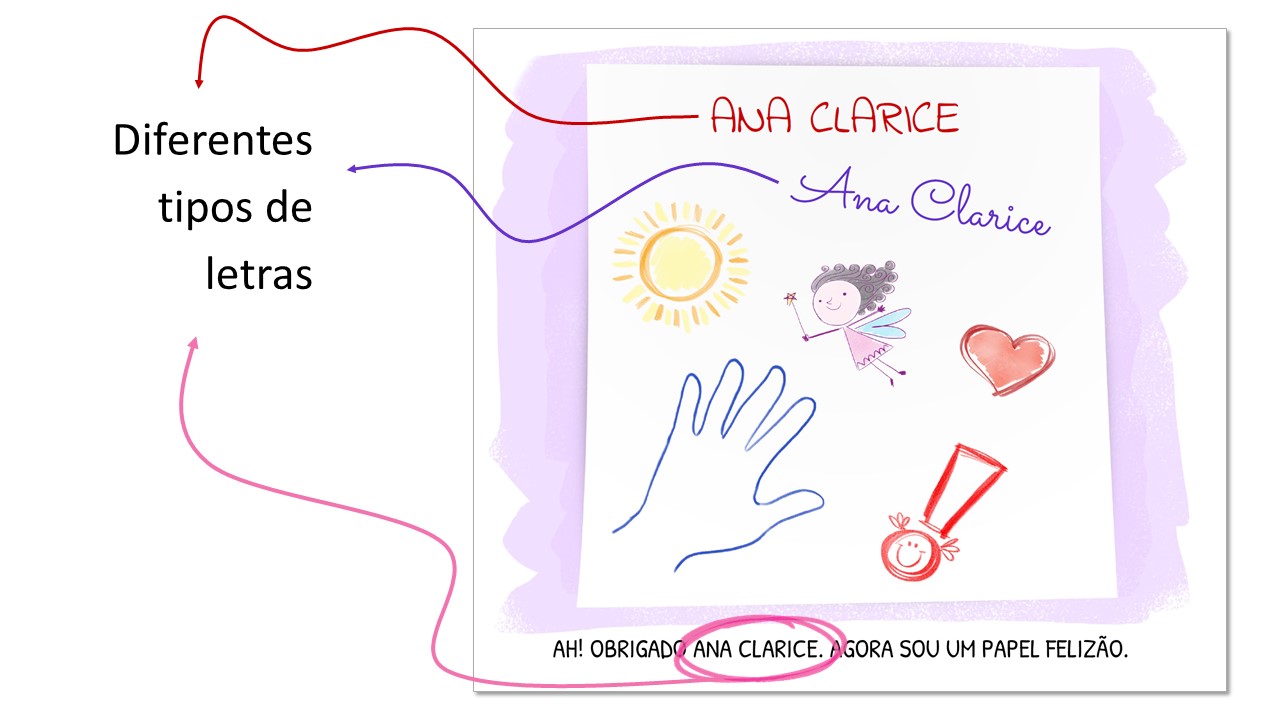 Diferentes
tipos de
letras
ANA CLARICE
Ana Clarice
AH! OBRIGADO ANA CLARICE. AGORA SOU UM PAPEL FELIZÃO.